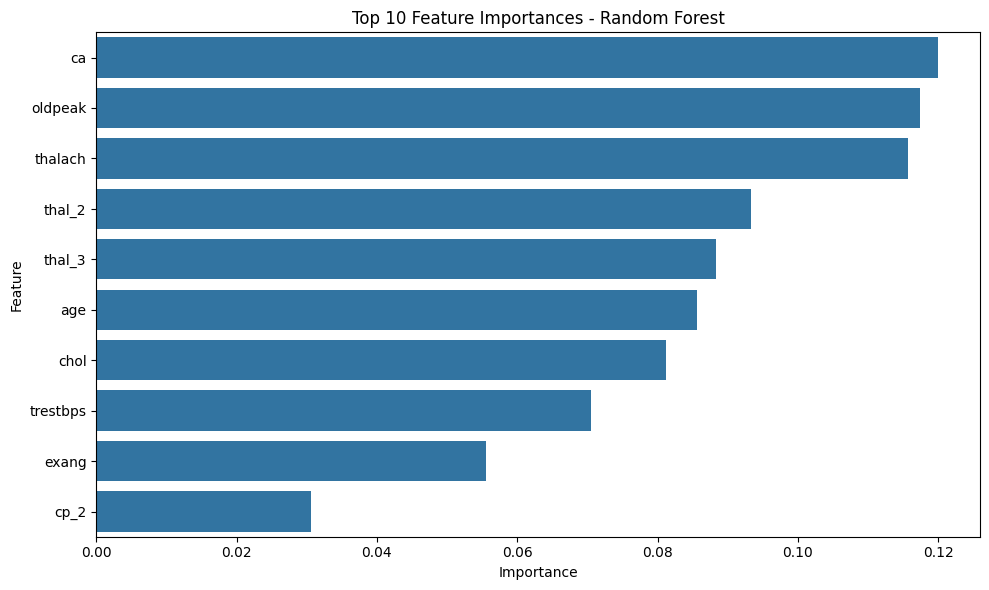 Top 10 Feature Importances - Random Forest
Feature
ca
oldpeak
thalach
thal_2
thal_3
age
chol
trestbps
exang
cp_2
0.00 0.02 0.04 0.06 0.08 0.10 0.12
Importance